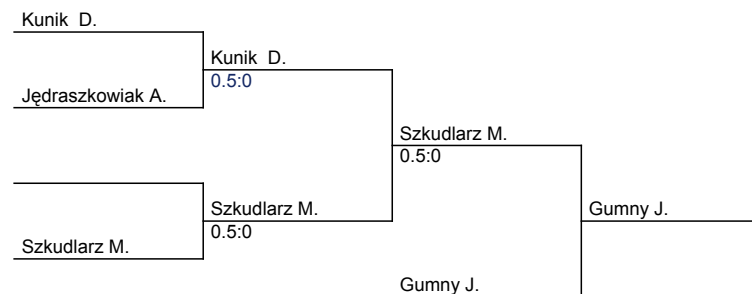 Kunik D.
Kunik D.
0.5:0
Jędraszkowiak A.
Szkudlarz M.
0.5:0
Szkudlarz M.
0.5:0
Gumny J.
Szkudlarz M.
Gumny J.